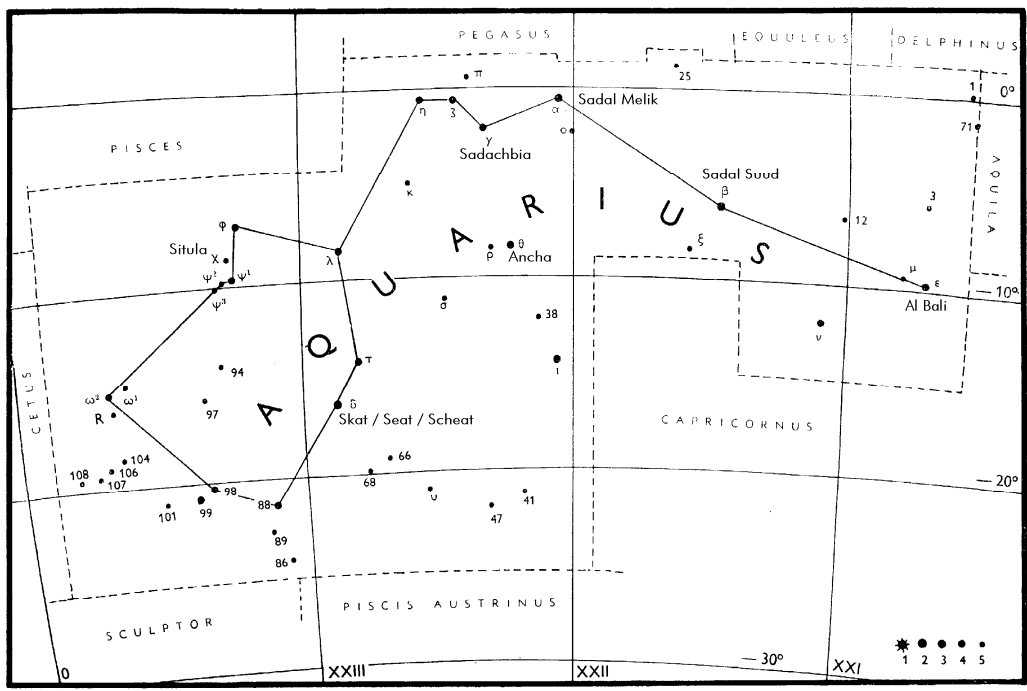 PEGASUS
EQUULEUS
DELPHINUS
π
25
1
0°
η
3
α
Sadal Melik
γ
ο
71
Sadachbia
PISCES
Sadal Suud
β
κ
AQUARIUS
3
12
AQUILA
φ
Situla
χ
λ
ρ
θ
Ancha
ξ
ψ²
ψ¹
ψ³
μ
ε
10°
Al Bali
σ
38
ν
τ
ι
94
CETUS
ω²
ω¹
R
97
δ
Skat / Seat / Scheat
CAPRICORNUS
104
66
108
106
107
68
98
20°
υ
41
101
99
88
47
89
86
PISCIS AUSTRINUS
SCULPTOR
0
XXIII
XXII
30°
XXI
1 2 3 4 5